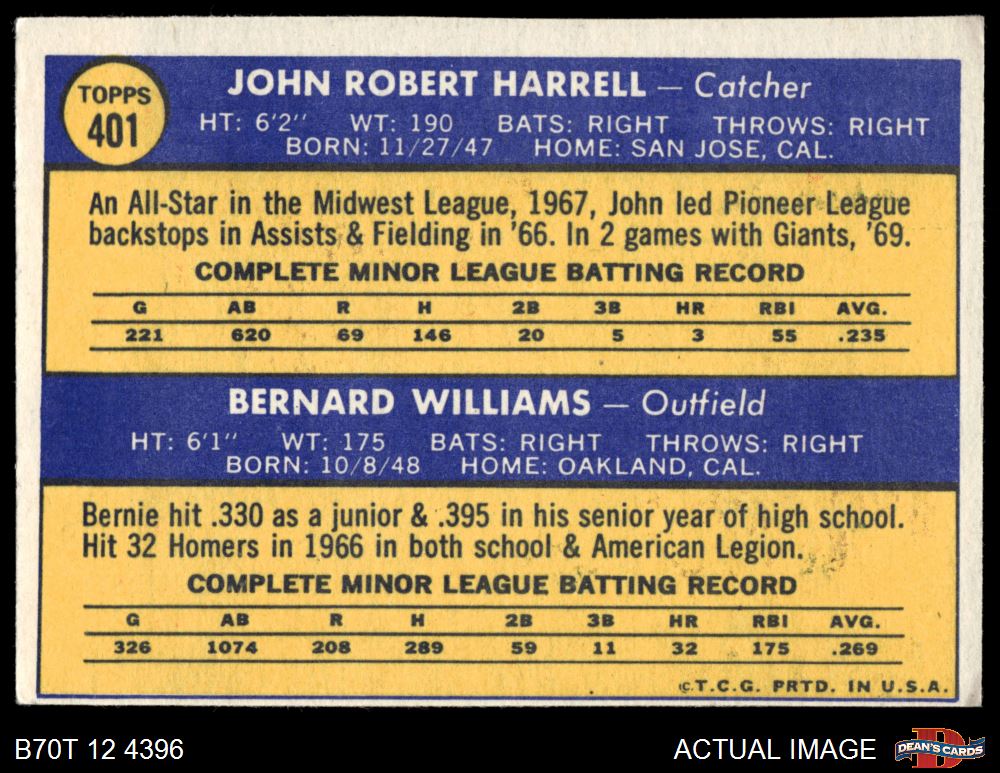 TOPPS
401
JOHN ROBERT HARRELL — Catcher
HT: 6'2" WT: 190 BATS: RIGHT THROWS: RIGHT
BORN: 11/27/47 HOME: SAN JOSE, CAL.
An All-Star in the Midwest League, 1967, John led Pioneer League
backstops in Assists & Fielding in '66. In 2 games with Giants, '69.
COMPLETE MINOR LEAGUE BATTING RECORD
G AB R H 2B 3B HR RBI AVG.
221 620 69 146 20 5 3 55 .235
BERNARD WILLIAMS — Outfield
HT: 6'1" WT: 175 BATS: RIGHT THROWS: RIGHT
BORN: 10/8/48 HOME: OAKLAND, CAL.
Bernie hit .330 as a junior & .395 in his senior year of high school.
Hit 32 Homers in 1966 in both school & American Legion.
COMPLETE MINOR LEAGUE BATTING RECORD
G AB R H 2B 3B HR RBI AVG.
326 1074 208 289 59 11 32 175 .269
©T.C.G. PRTD. IN U.S.A.
B70T 12 4396
ACTUAL IMAGE
D
DEAN'S CARDS